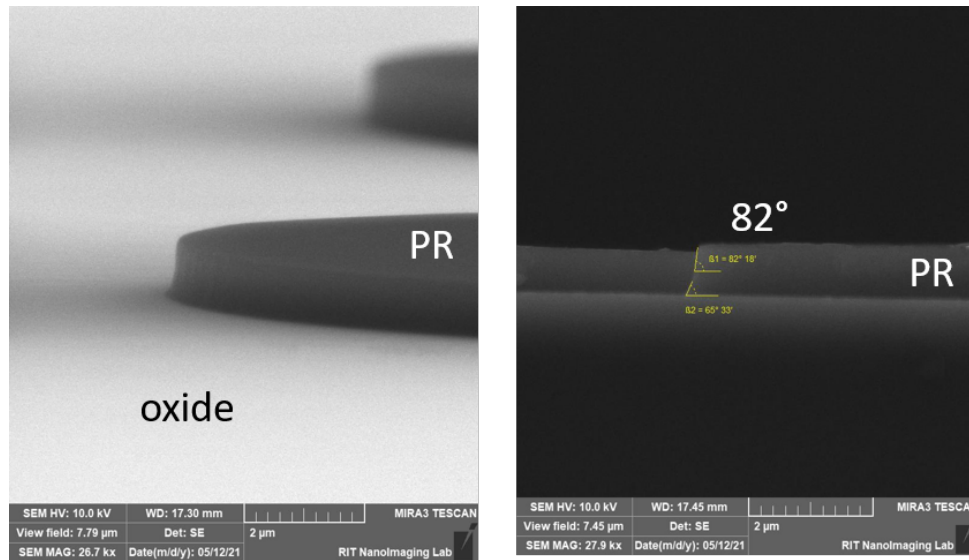 PR
oxide
SEM HV: 10.0 kV WD: 17.30 mm MIRA3 TESCAN
View field: 7.79 µm Det: SE 2 µm
SEM MAG: 26.7 kx Date(m/d/y): 05/12/21 RIT NanoImaging Lab
82°
ß1 = 82° 18'
PR
ß2 = 65° 33'
SEM HV: 10.0 kV WD: 17.45 mm MIRA3 TESCA
View field: 7.45 µm Det: SE 2 µm
SEM MAG: 27.9 kx Date(m/d/y): 05/12/21 RIT NanoImaging Lab